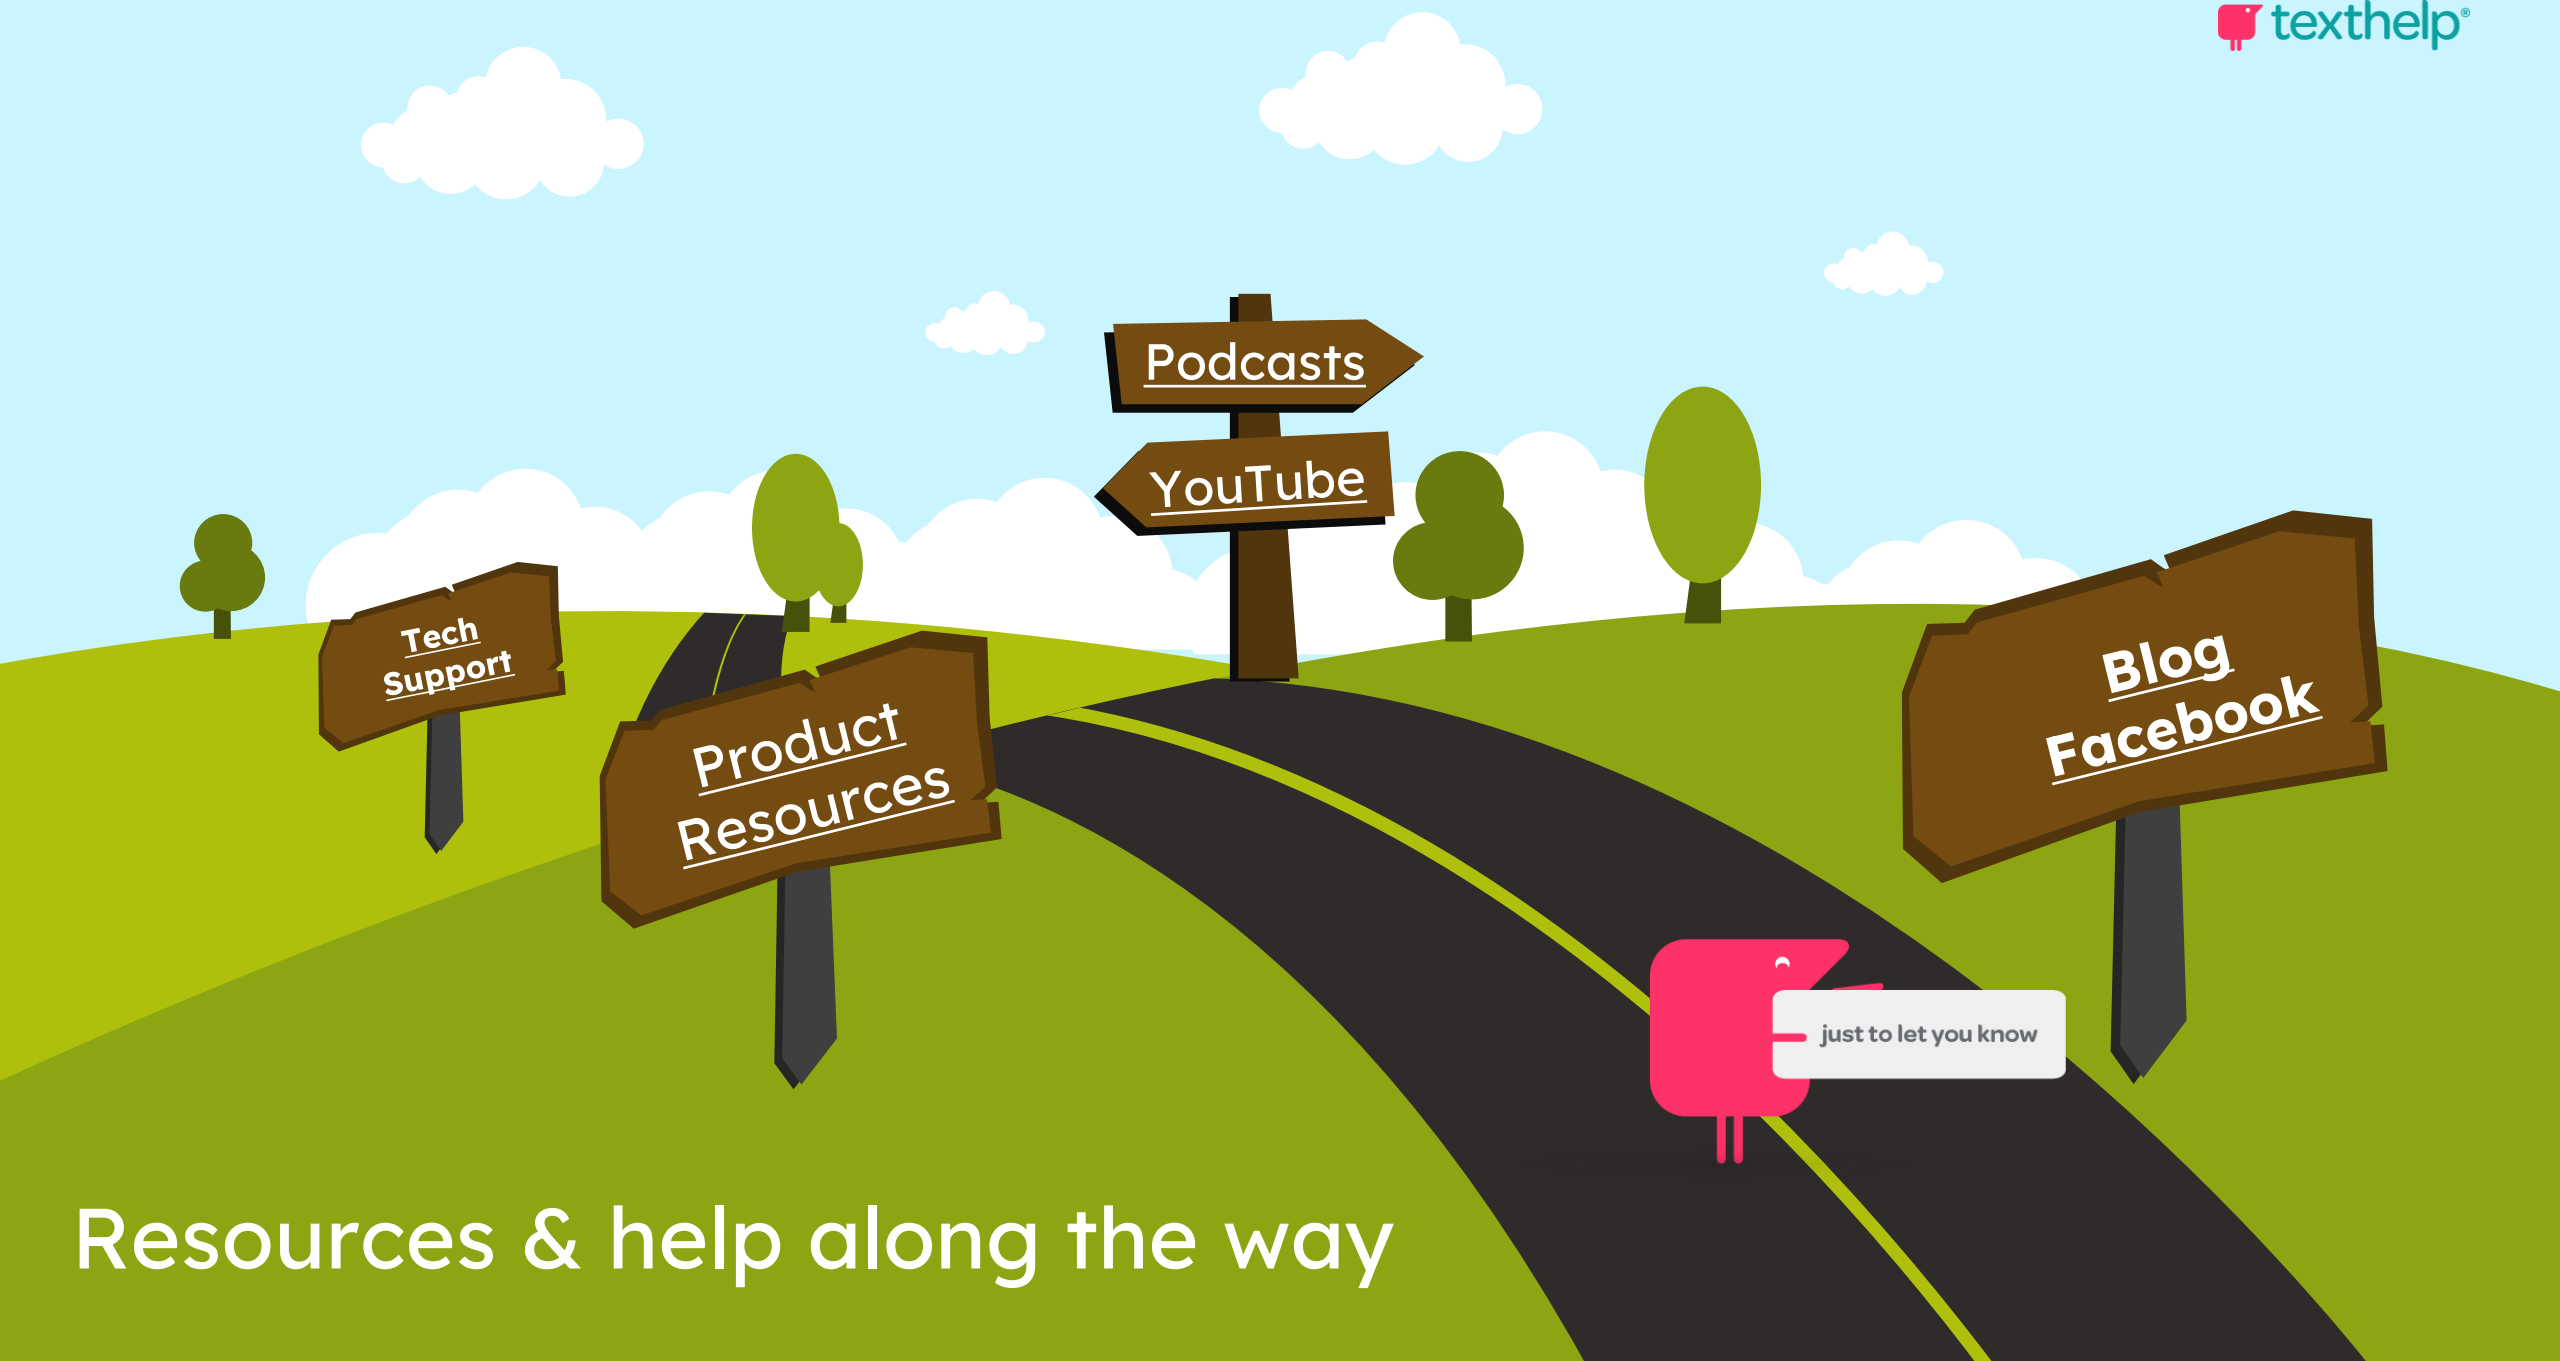 texthelp®
Podcasts
YouTube
Tech
Support
Product
Resources
Blog
Facebook
just to let you know
Resources & help along the way